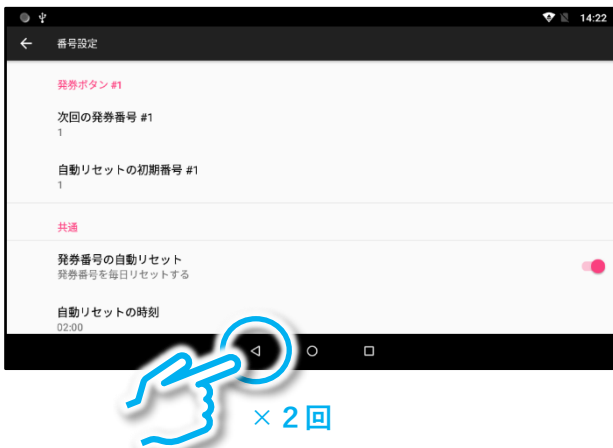 14:22
番号設定
発券ボタン #1
次回の発券番号 #1
1
自動リセットの初期番号 #1
1
共通
発券番号の自動リセット
発券番号を毎日リセットする
自動リセットの時刻
02:00
×2回